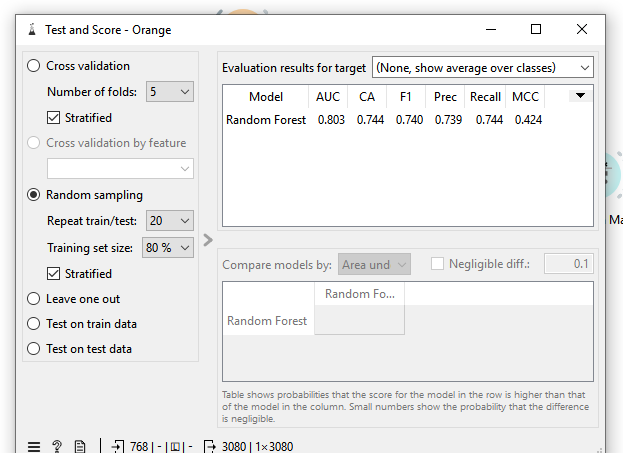 Test and Score - Orange
Cross validation
Number of folds: 5
Stratified
Cross validation by feature
Random sampling
Repeat train/test: 20
Training set size: 80 %
Stratified
Leave one out
Test on train data
Test on test data
Evaluation results for target (None, show average over classes)
Model AUC CA F1 Prec Recall MCC
Random Forest 0.803 0.744 0.740 0.739 0.744 0.424
Compare models by: Area und Negligible diff.: 0.1
Random Fo...
Random Forest
Table shows probabilities that the score for the model in the row is higher than that
of the model in the column. Small numbers show the probability that the difference
is negligible.
768 | - | - 3080 | 1×3080
Ma